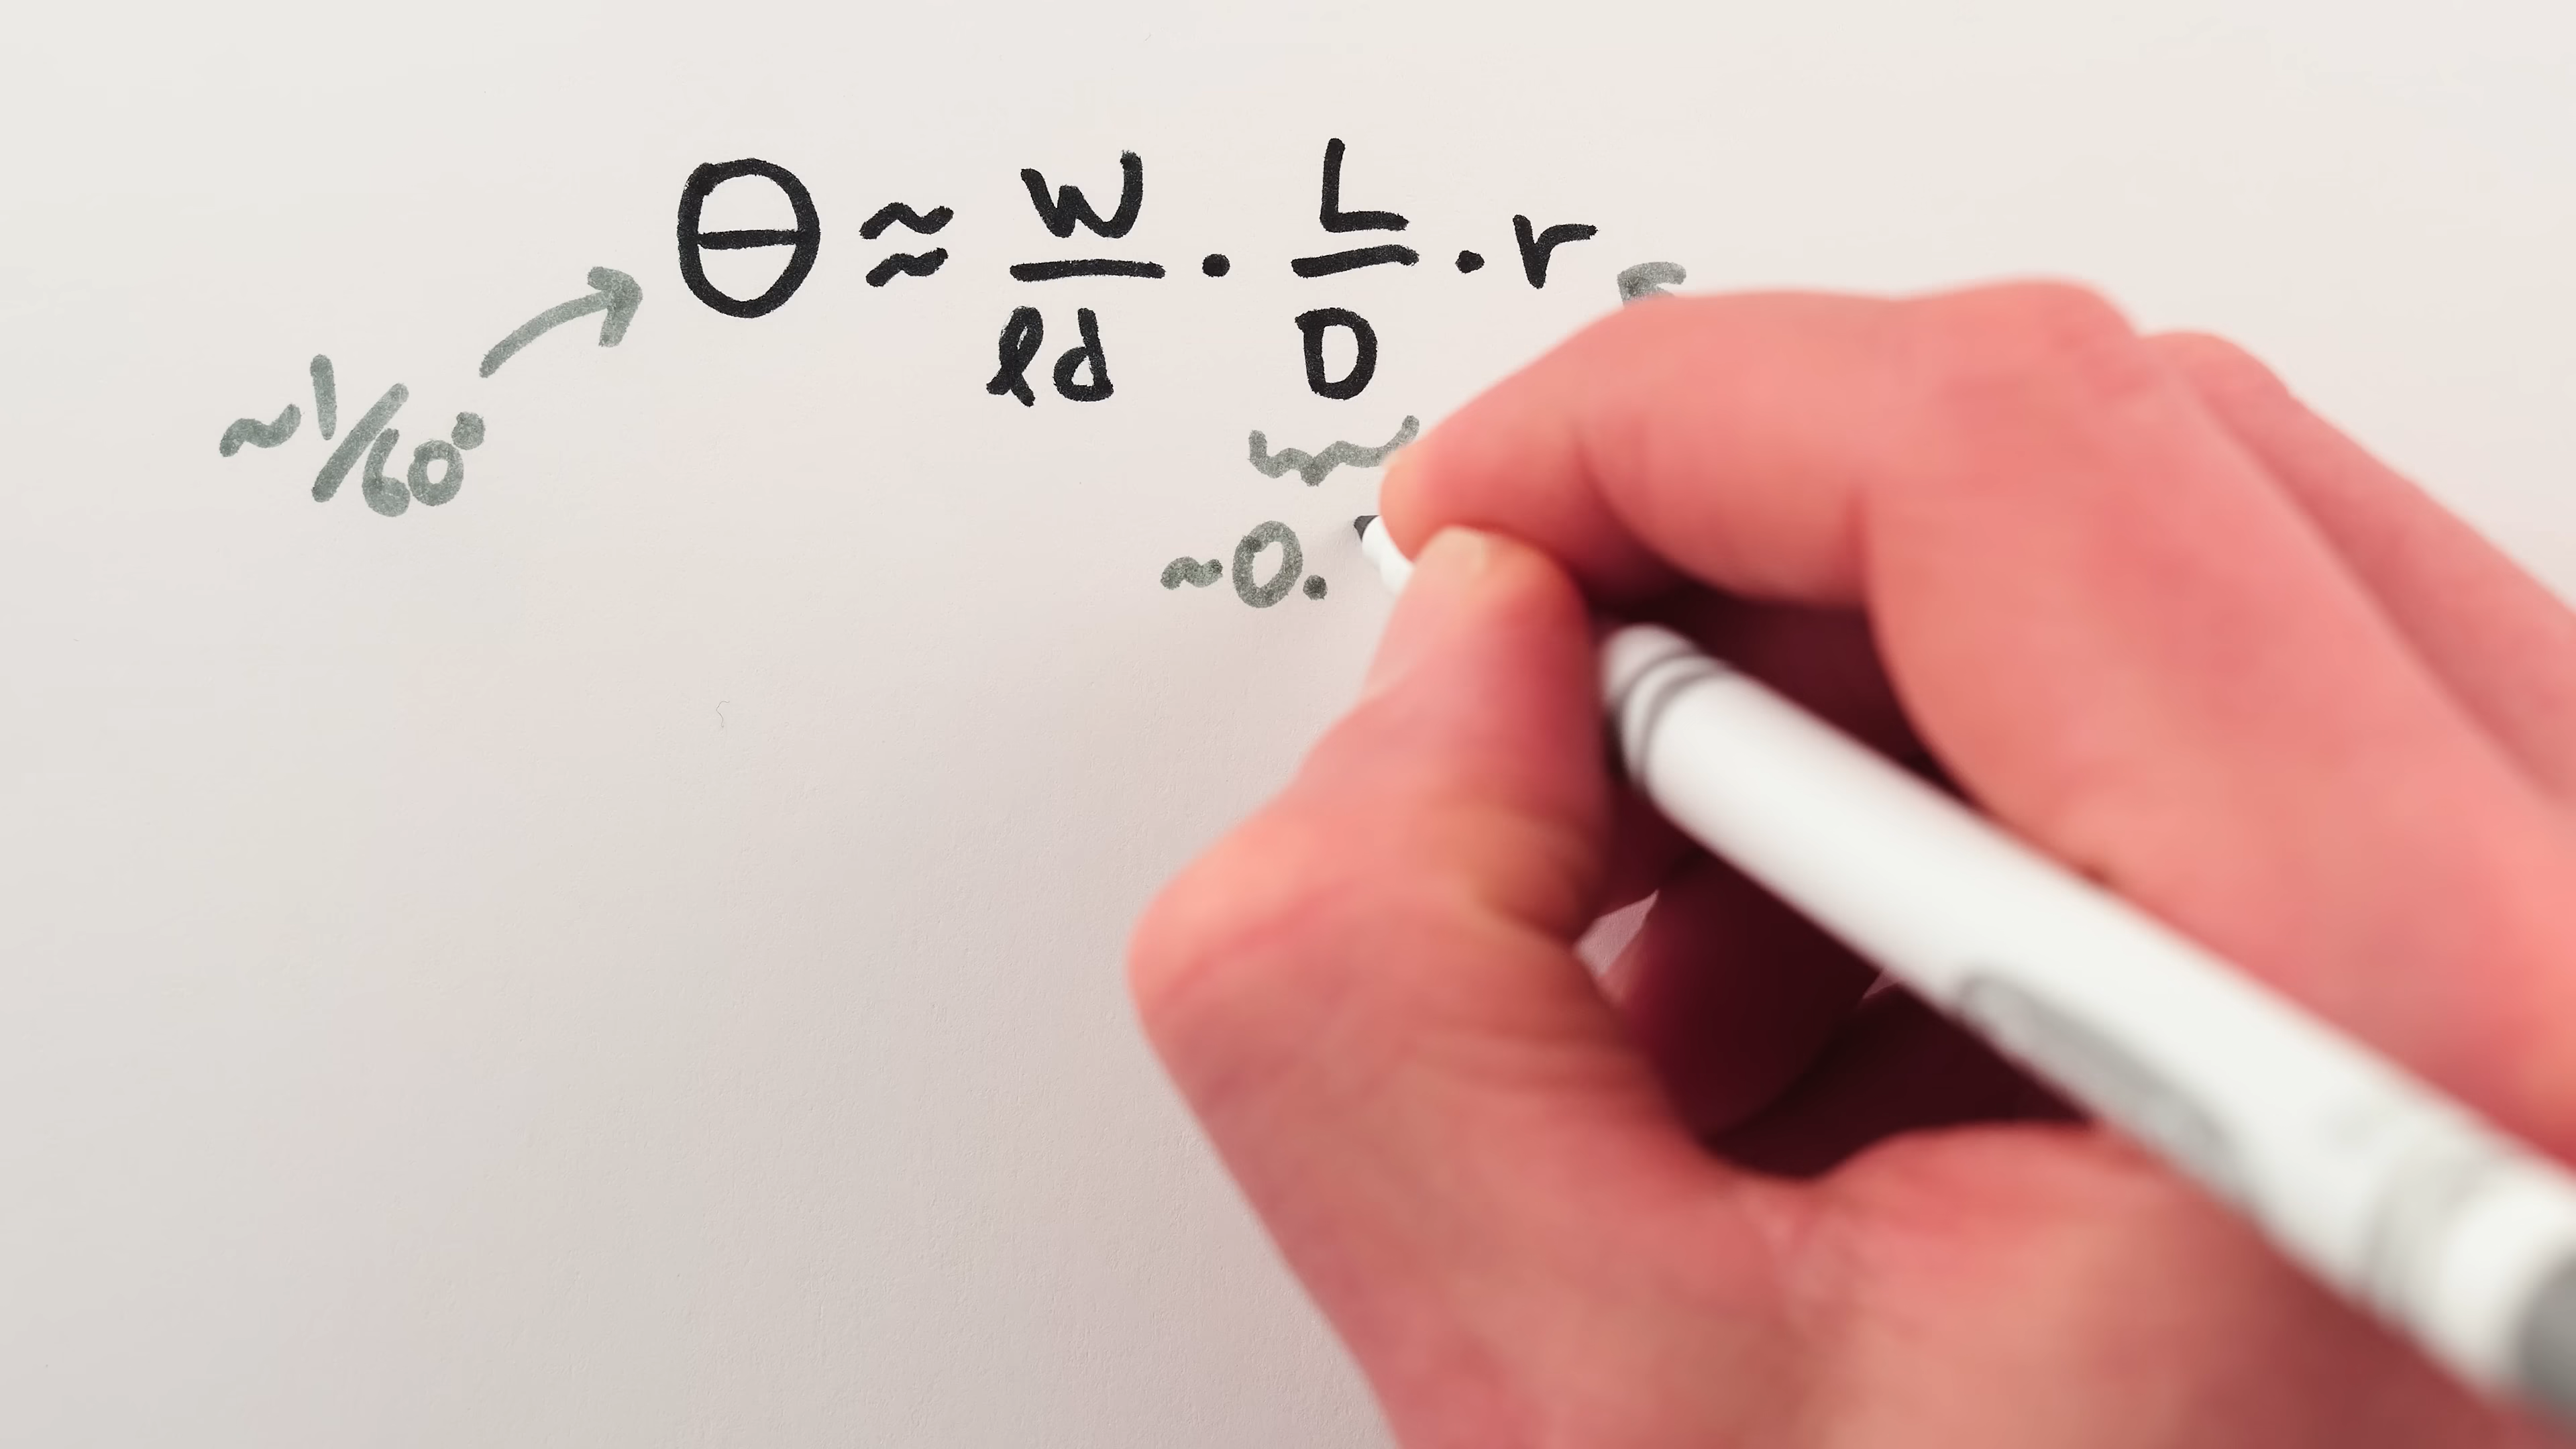 θ ≈ w/ℓd · L/D · r
~1/60°
~0.